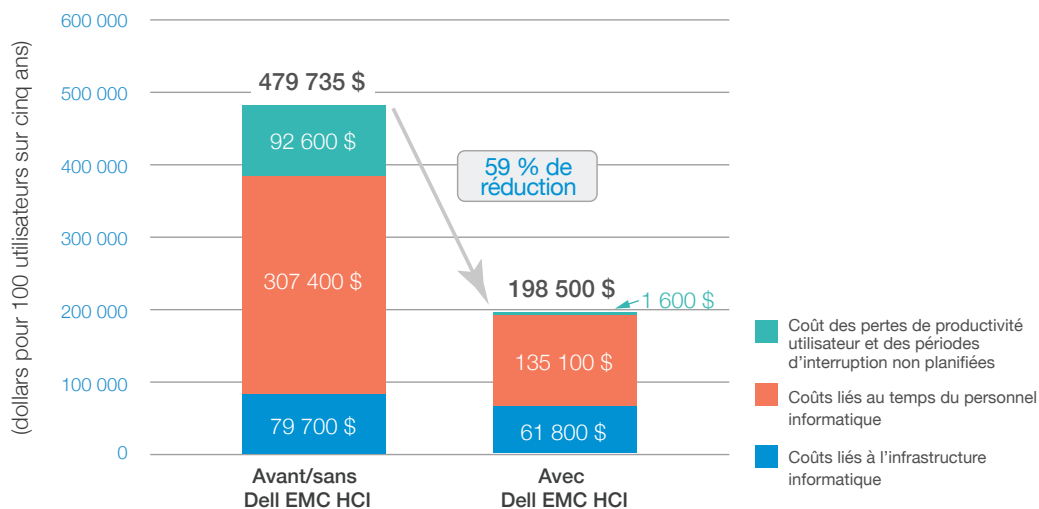 (dollars pour 100 utilisateurs sur cinq ans)
600 000
500 000
400 000
300 000
200 000
100 000
0
479 735 $
92 600 $
307 400 $
79 700 $
59 % de
réduction
198 500 $
1 600 $
135 100 $
61 800 $
Avant/sans
Dell EMC HCI
Avec
Dell EMC HCI
Coût des pertes de productivité
utilisateur et des périodes
d’interruption non planifiées
Coûts liés au temps du personnel
informatique
Coûts liés à l’infrastructure
informatique